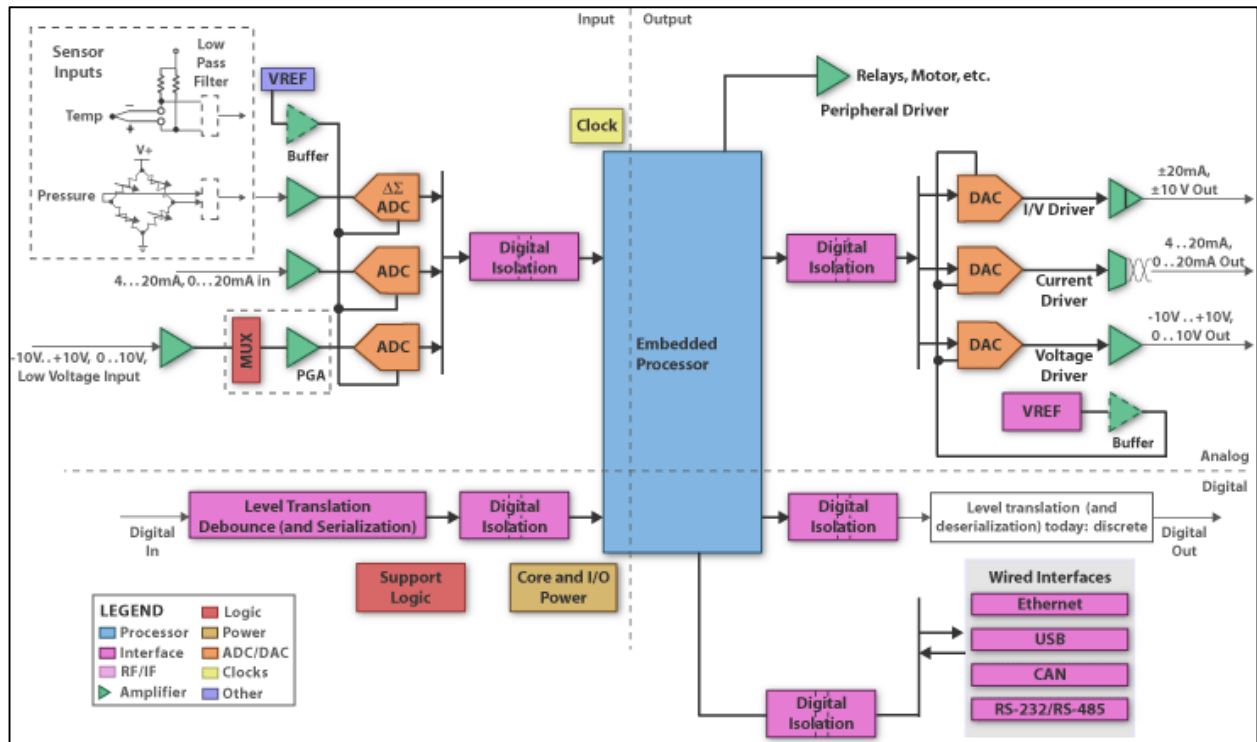 Input
Output
Sensor
Inputs
Low
Pass
Filter
Temp
−
+
V+
Pressure
VREF
Buffer
Clock
ΔΣ
ADC
4...20mA, 0...20mA in
ADC
-10V..+10V, 0..10V,
Low Voltage Input
MUX
PGA
ADC
Digital
Isolation
Embedded
Processor
Relays, Motor, etc.
Peripheral Driver
Digital
Isolation
DAC
I/V Driver
±20mA,
±10 V Out
DAC
Current
Driver
4..20mA,
0..20mA Out
DAC
Voltage
Driver
-10V..+10V,
0..10V Out
VREF
Buffer
Analog
Digital
Digital
In
Level Translation
Debounce (and Serialization)
Digital
Isolation
Digital
Isolation
Level translation (and
deserialization) today: discrete
Digital
Out
Support
Logic
Core and I/O
Power
LEGEND
Processor
Interface
RF/IF
Amplifier
Logic
Power
ADC/DAC
Clocks
Other
Digital
Isolation
Wired Interfaces
Ethernet
USB
CAN
RS-232/RS-485